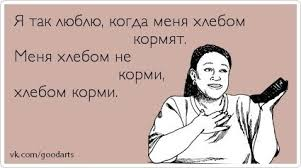 Я так люблю, когда меня хлебом
кормят.
Меня хлебом не
корми,
хлебом корми.
vk.com/goodarts